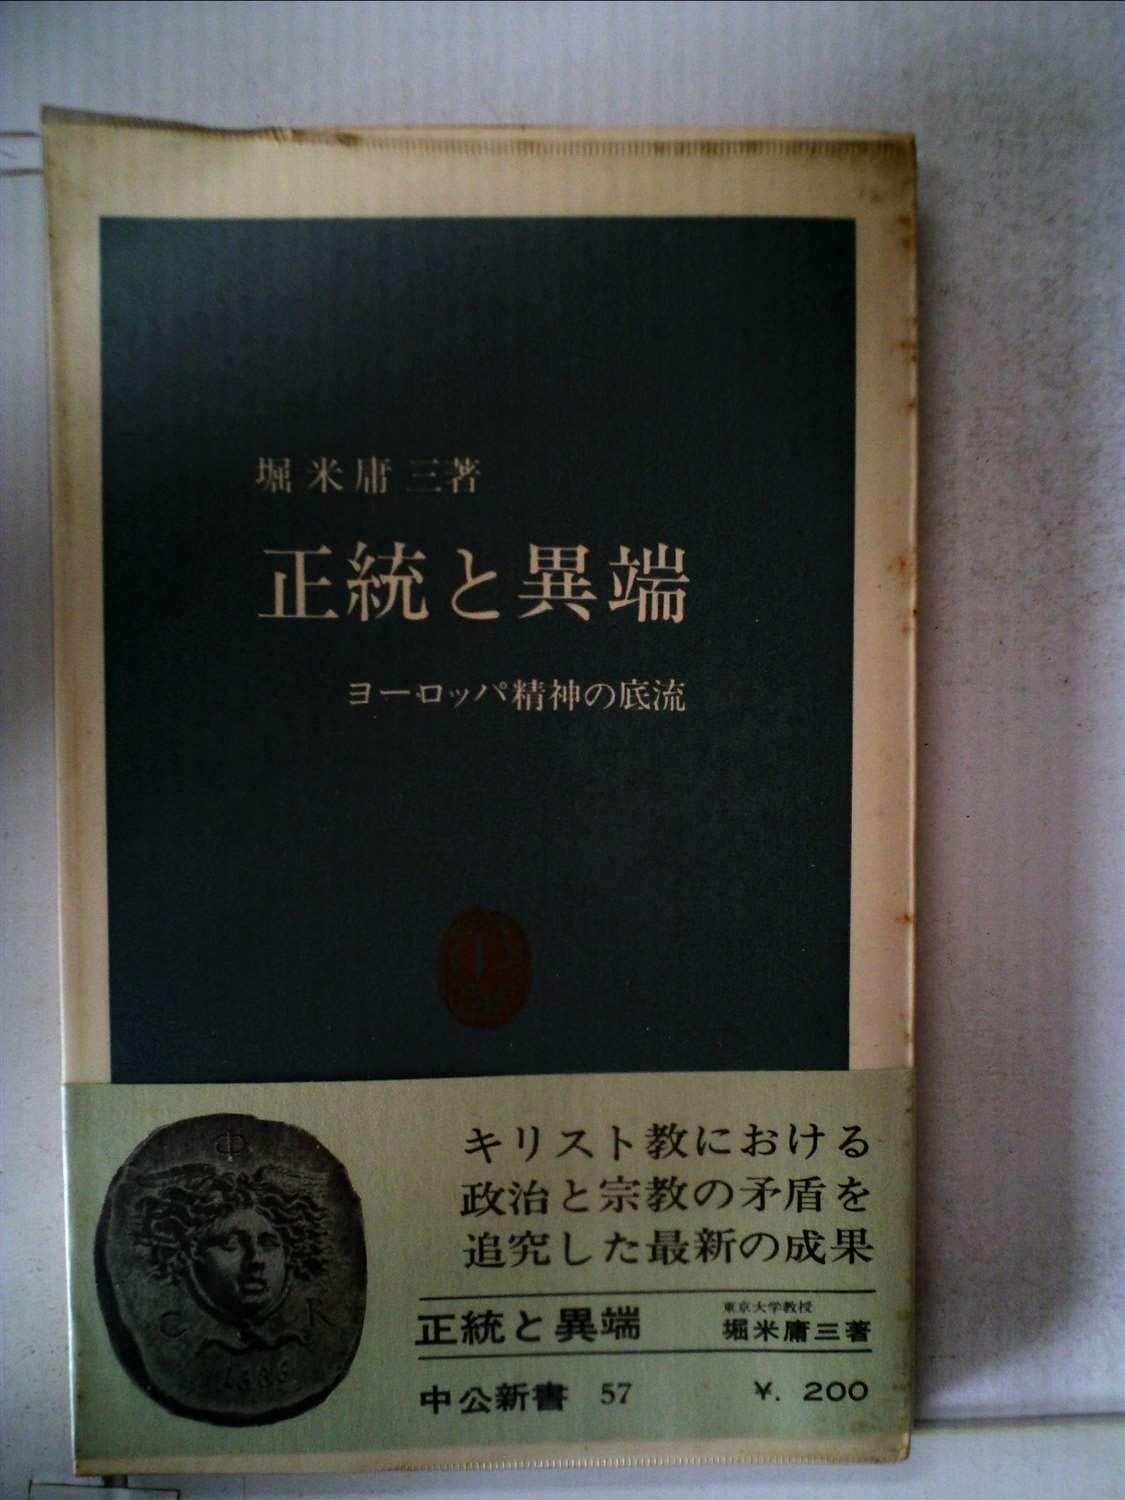 堀米庸三著
正統と異端
ヨーロッパ精神の底流
キリスト教における
政治と宗教の矛盾を
追究した最新の成果
正統と異端
東京大学教授
堀米庸三著
中公新書 57
¥. 200
Φ
C K